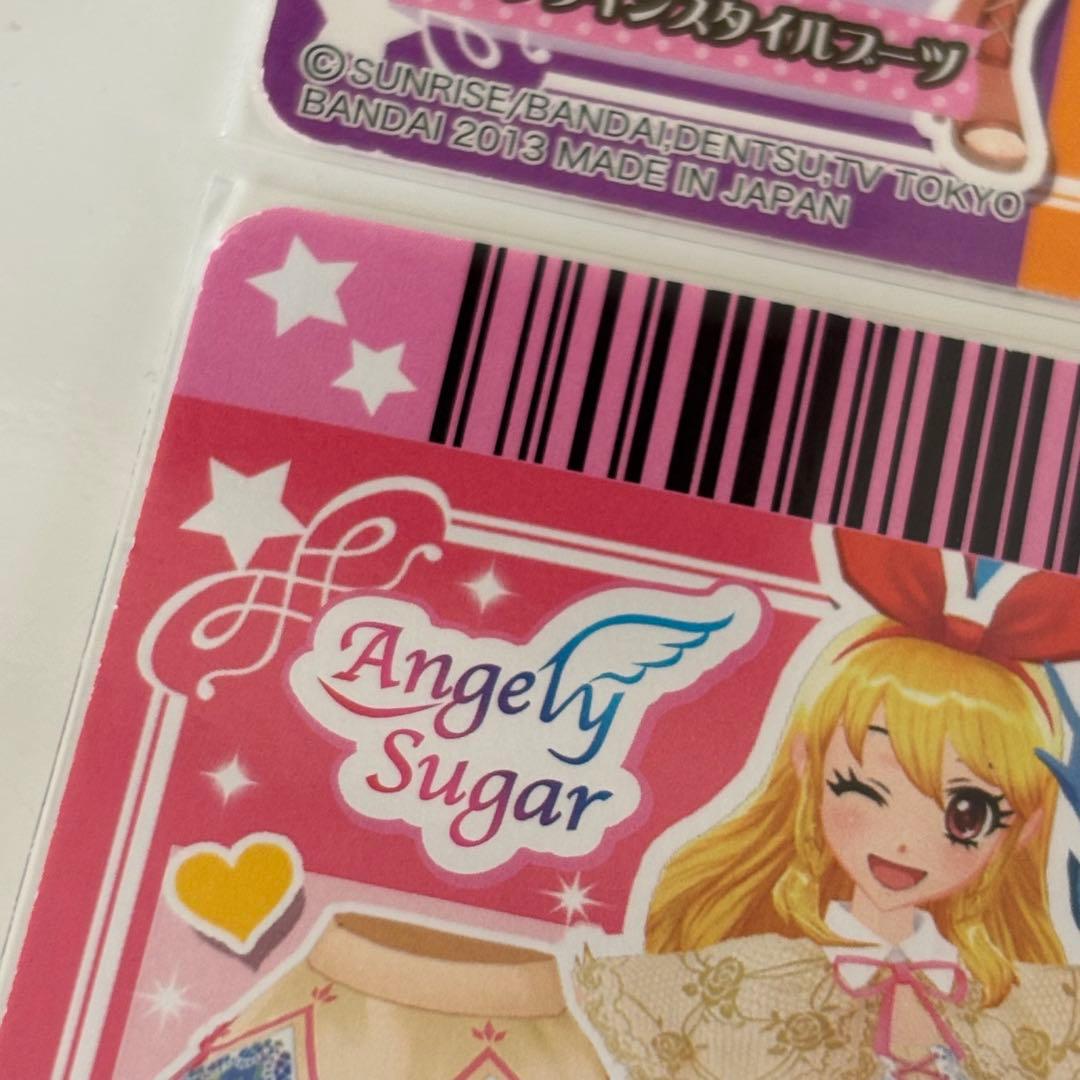 スタイルブーツ
©SUNRISE/BANDAI,DENTSU,TV TOKYO
BANDAI 2013 MADE IN JAPAN
Angely
Sugar